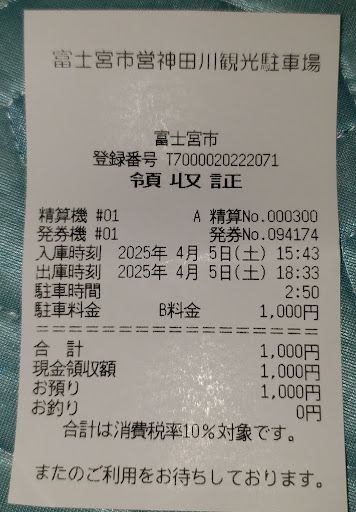 富士宮市営神田川観光駐車場
富士宮市
登録番号 T7000020222071
領収証
精算機 #01 A 精算No.000300
発券機 #01 発券No.094174
入庫時刻 2025年 4月 5日(土) 15:43
出庫時刻 2025年 4月 5日(土) 18:33
駐車時間 2:50
駐車料金 B料金 1,000円
==============================
合 計 1,000円
現金領収額 1,000円
お預り 1,000円
お釣り 0円
合計は消費税率10%対象です。
またのご利用をお待ちしております。